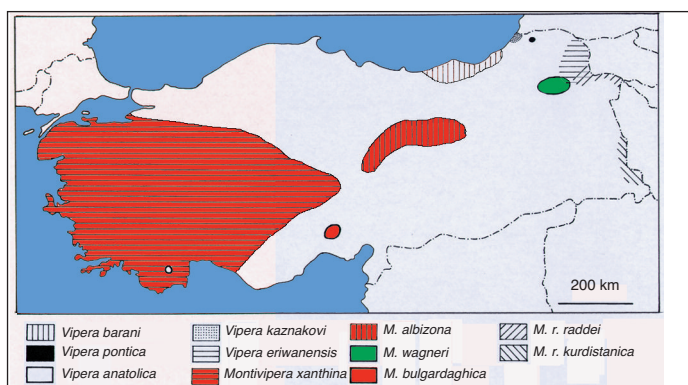 200 km
Vipera barani Vipera kaznakovi M. albizona M. r. raddei
Vipera pontica Vipera eriwanensis M. wagneri M. r. kurdistanica
Vipera anatolica Montivipera xanthina M. bulgardaghica